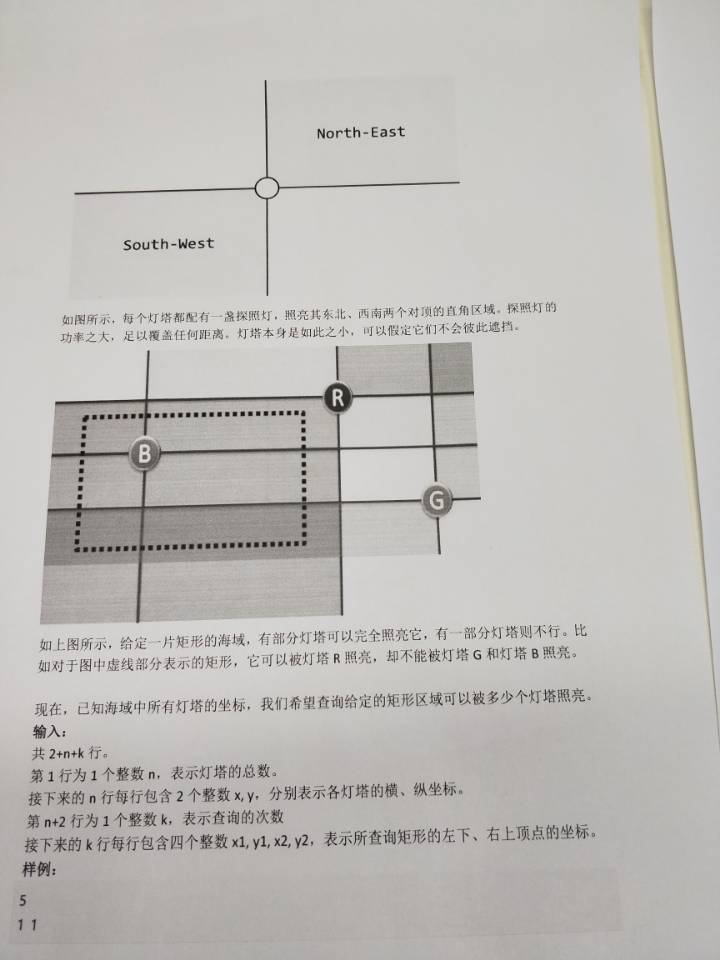 North-East
South-West
如图所示，每个灯塔都配有一盏探照灯，照亮其东北、西南两个对顶的直角区域。探照灯的
功率之大，足以覆盖任何距离。灯塔本身是如此之小，可以假定它们不会彼此遮挡。
R
B
G
如上图所示，给定一片矩形的海域，有部分灯塔可以完全照亮它，有一部分灯塔则不行。比
如对于图中虚线部分表示的矩形，它可以被灯塔 R 照亮，却不能被灯塔 G 和灯塔 B 照亮。
现在，已知海域中所有灯塔的坐标，我们希望查询给定的矩形区域可以被多少个灯塔照亮。
输入：
共 2+n+k 行。
第 1 行为 1 个整数 n，表示灯塔的总数。
接下来的 n 行每行包含 2 个整数 x, y，分别表示各灯塔的横、纵坐标。
第 n+2 行为 1 个整数 k，表示查询的次数
接下来的 k 行每行包含四个整数 x1, y1, x2, y2，表示所查询矩形的左下、右上顶点的坐标。
样例：
5
1 1